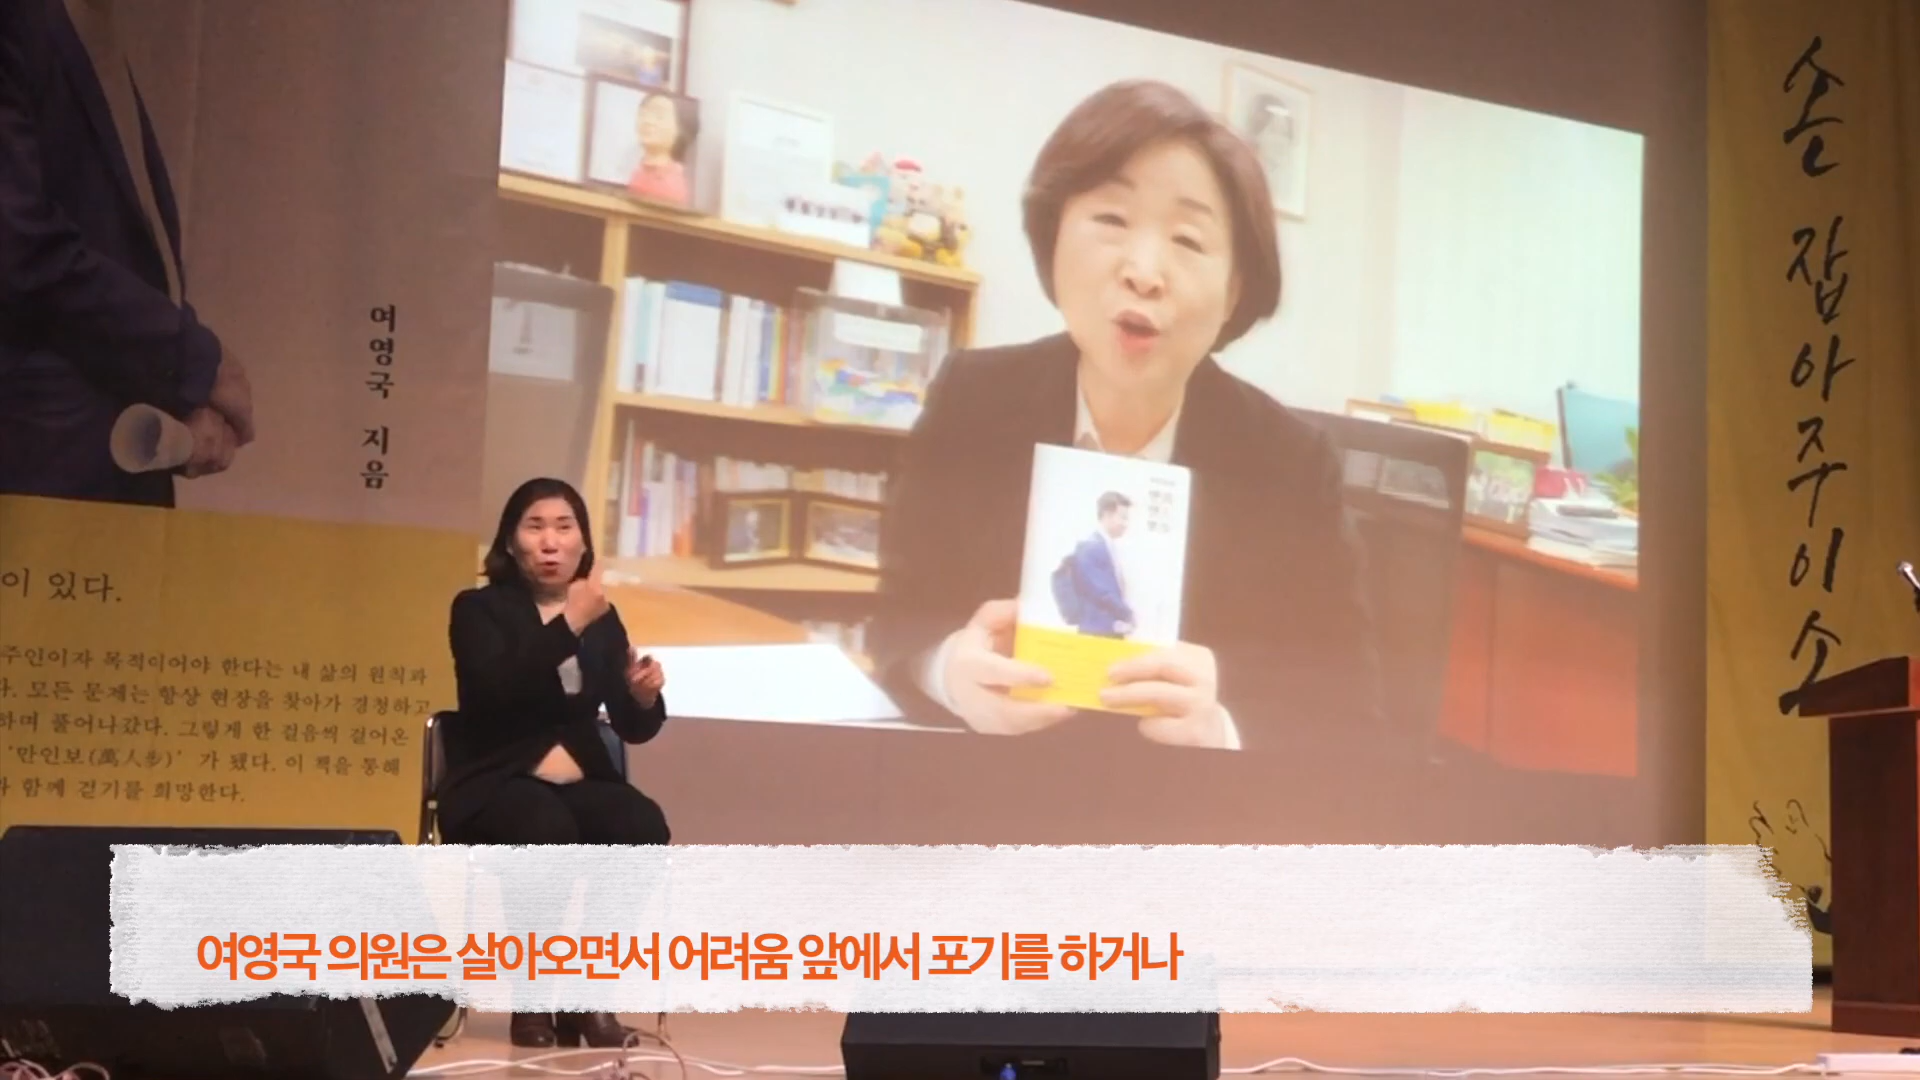 여영국 지음
이 있다.
주인이자 목적이어야 한다는 내 삶의 원칙과
다. 모든 문제는 항상 현장을 찾아가 경청하고
하며 풀어나갔다. 그렇게 한 걸음씩 걸어온
‘만인보(萬人步)’ 가 됐다. 이 책을 통해
함께 걷기를 희망한다.
손 잡아주이소
여영국 의원은 살아오면서 어려움 앞에서 포기를 하거나